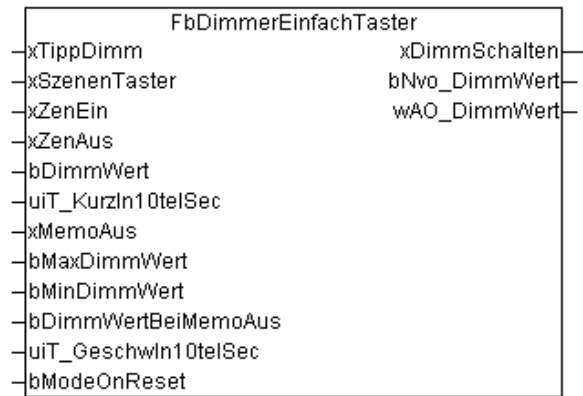 FbDimmerEinfachTaster
xTippDimm xDimmSchalten
xSzenenTaster bNvo_DimmWert
xZenEin wAO_DimmWert
xZenAus
bDimmWert
uiT_KurzIn10telSec
xMemoAus
bMaxDimmWert
bMinDimmWert
bDimmWertBeiMemoAus
uiT_GeschwIn10telSec
bModeOnReset